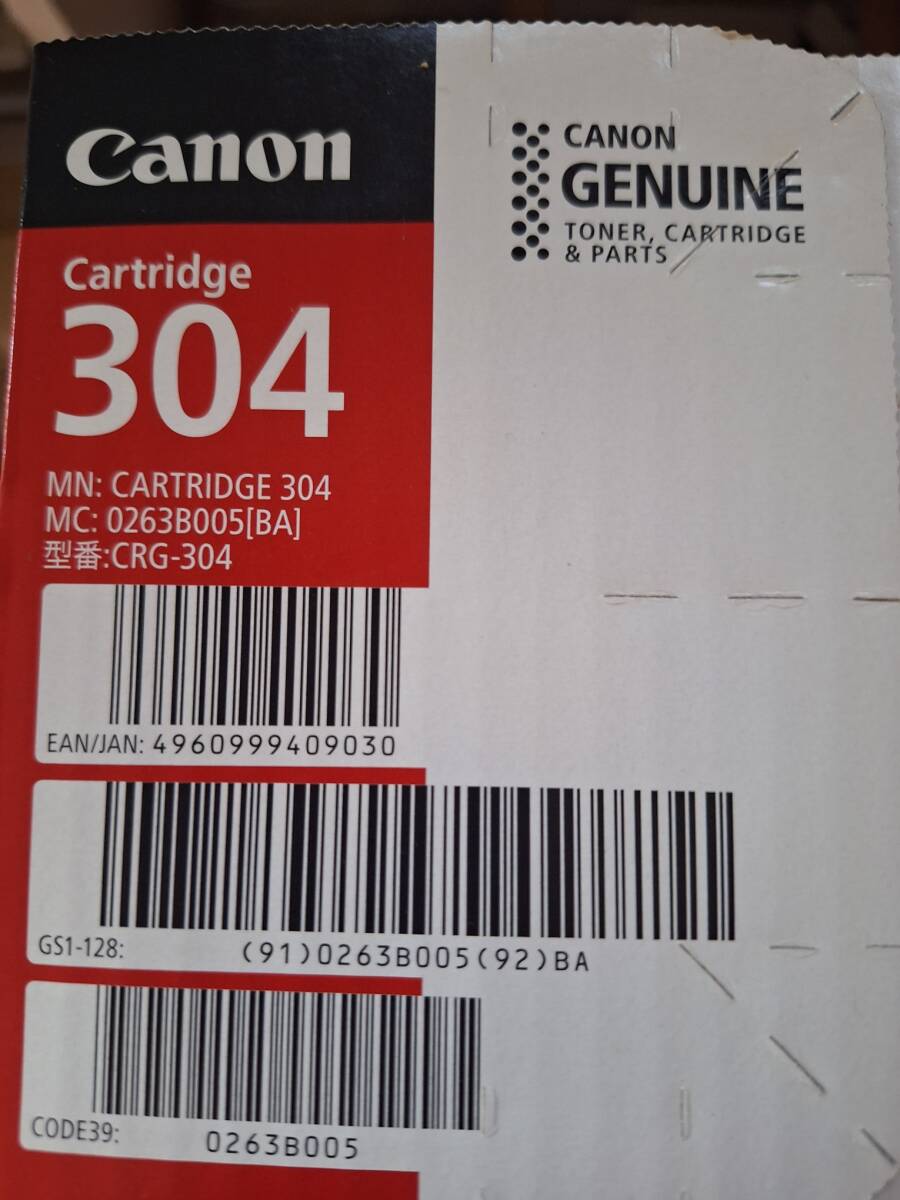 Canon
CANON
GENUINE
TONER, CARTRIDGE
& PARTS
Cartridge
304
MN: CARTRIDGE 304
MC: 0263B005[BA]
型番:CRG-304
EAN/JAN: 4960999409030
GS1-128: (91)0263B005(92)BA
CODE39: 0263B005